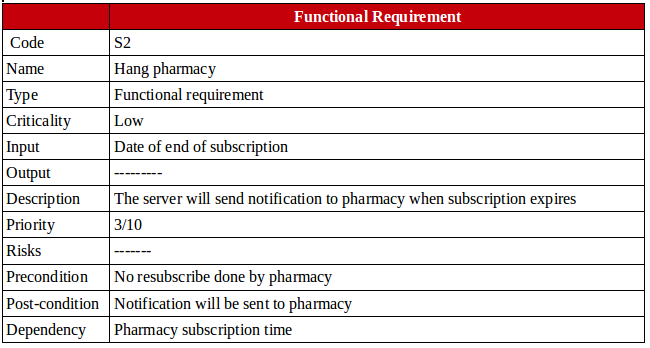 Functional Requirement
Code S2
Name Hang pharmacy
Type Functional requirement
Criticality Low
Input Date of end of subscription
Output ---------
Description The server will send notification to pharmacy when subscription expires
Priority 3/10
Risks -------
Precondition No resubscribe done by pharmacy
Post-condition Notification will be sent to pharmacy
Dependency Pharmacy subscription time